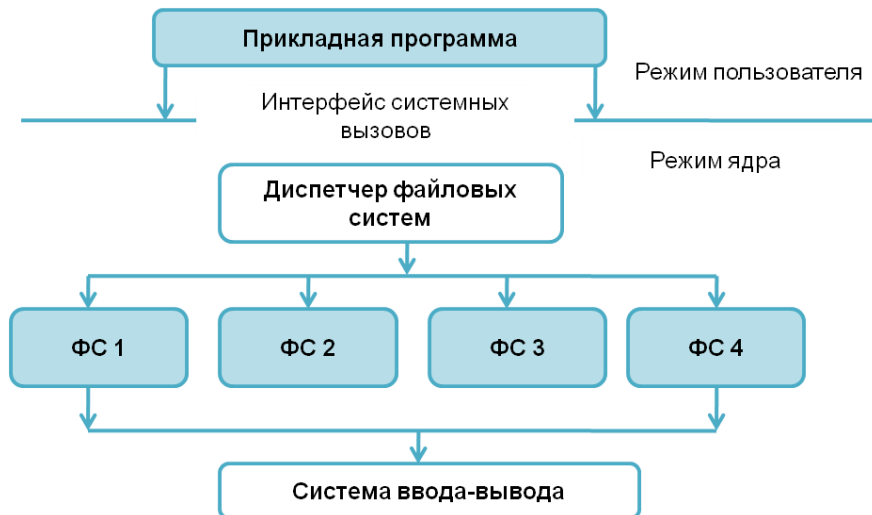 Прикладная программа
Режим пользователя
Интерфейс системных
вызовов
Режим ядра
Диспетчер файловых
систем
ФС 1
ФС 2
ФС 3
ФС 4
Система ввода-вывода